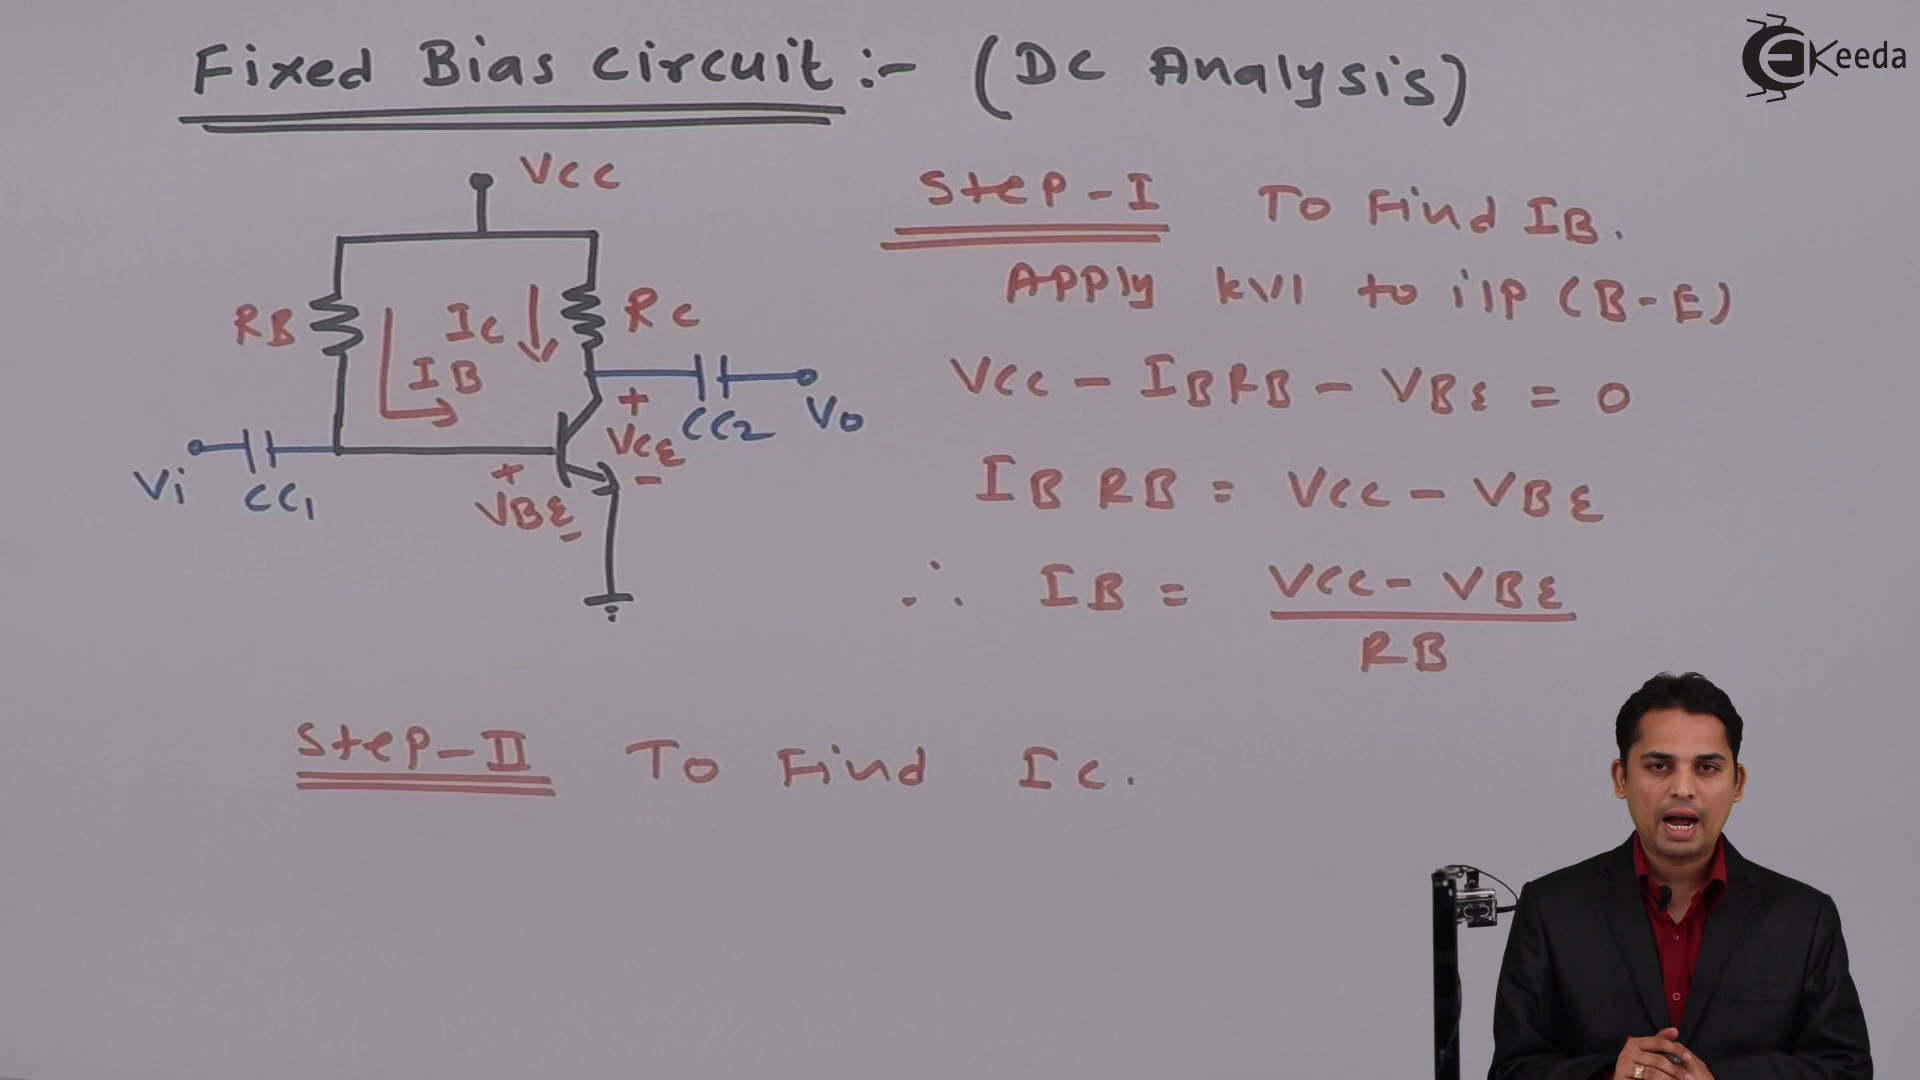 Fixed Bias Circuit :- (DC Analysis)
EKeeda
VCC
RB
IC
RC
IB
+
VCE
-
CC2
Vo
Vi
CC1
+
VBE
-
Step-I To Find IB.
Apply kVl to i/p (B-E)
VCC - IBRB - VBE = 0
IB RB = VCC - VBE
∴ IB = VCC - VBE
RB
Step-II To Find IC.